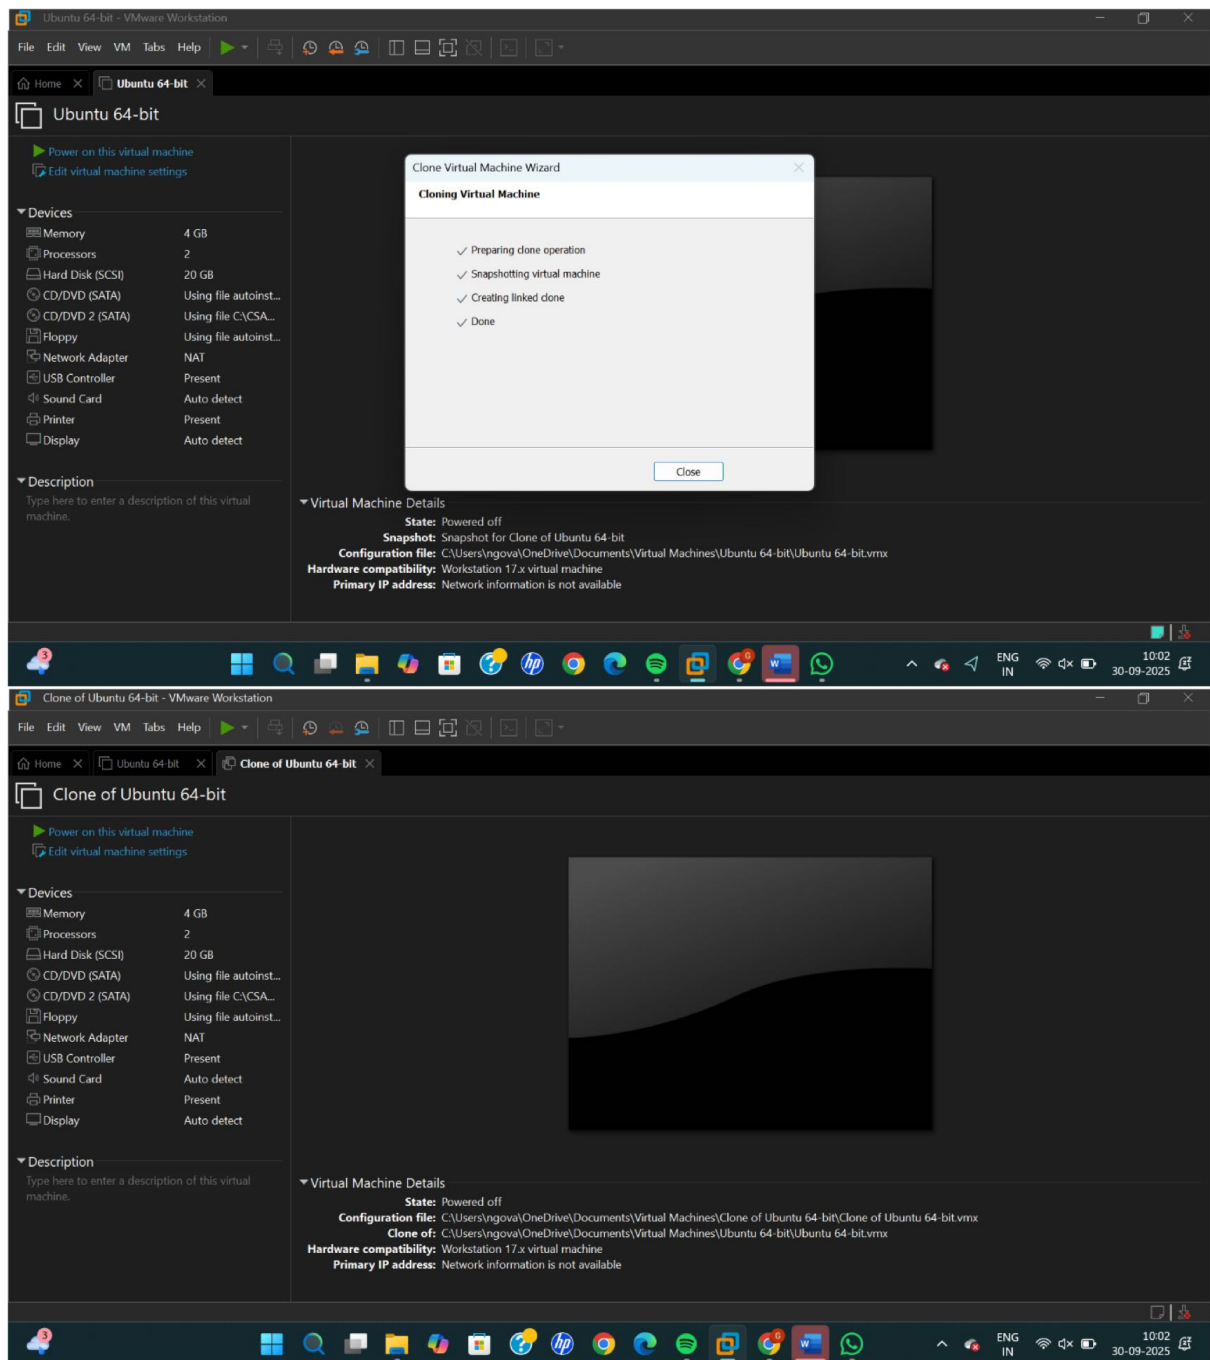 Ubuntu 64-bit - VMware Workstation
File Edit View VM Tabs Help
Home Ubuntu 64-bit
Ubuntu 64-bit
Power on this virtual machine
Edit virtual machine settings
Devices
Memory 4 GB
Processors 2
Hard Disk (SCSI) 20 GB
CD/DVD (SATA) Using file autoinst...
CD/DVD 2 (SATA) Using file C:\CSA...
Floppy Using file autoinst...
Network Adapter NAT
USB Controller Present
Sound Card Auto detect
Printer Present
Display Auto detect
Description
Type here to enter a description of this virtual
machine.
Clone Virtual Machine Wizard
Cloning Virtual Machine
Preparing clone operation
Snapshotting virtual machine
Creating linked clone
Done
Close
Virtual Machine Details
State: Powered off
Snapshot: Snapshot for Clone of Ubuntu 64-bit
Configuration file: C:\Users\ngova\OneDrive\Documents\Virtual Machines\Ubuntu 64-bit\Ubuntu 64-bit.vmx
Hardware compatibility: Workstation 17.x virtual machine
Primary IP address: Network information is not available
3
hp
G
W
ENG
IN
10:02
30-09-2025
Clone of Ubuntu 64-bit - VMware Workstation
File Edit View VM Tabs Help
Home Ubuntu 64-bit Clone of Ubuntu 64-bit
Clone of Ubuntu 64-bit
Power on this virtual machine
Edit virtual machine settings
Devices
Memory 4 GB
Processors 2
Hard Disk (SCSI) 20 GB
CD/DVD (SATA) Using file autoinst...
CD/DVD 2 (SATA) Using file C:\CSA...
Floppy Using file autoinst...
Network Adapter NAT
USB Controller Present
Sound Card Auto detect
Printer Present
Display Auto detect
Description
Type here to enter a description of this virtual
machine.
Virtual Machine Details
State: Powered off
Configuration file: C:\Users\ngova\OneDrive\Documents\Virtual Machines\Clone of Ubuntu 64-bit\Clone of Ubuntu 64-bit.vmx
Clone of: C:\Users\ngova\OneDrive\Documents\Virtual Machines\Ubuntu 64-bit\Ubuntu 64-bit.vmx
Hardware compatibility: Workstation 17.x virtual machine
Primary IP address: Network information is not available
3
hp
G
W
ENG
IN
10:02
30-09-2025